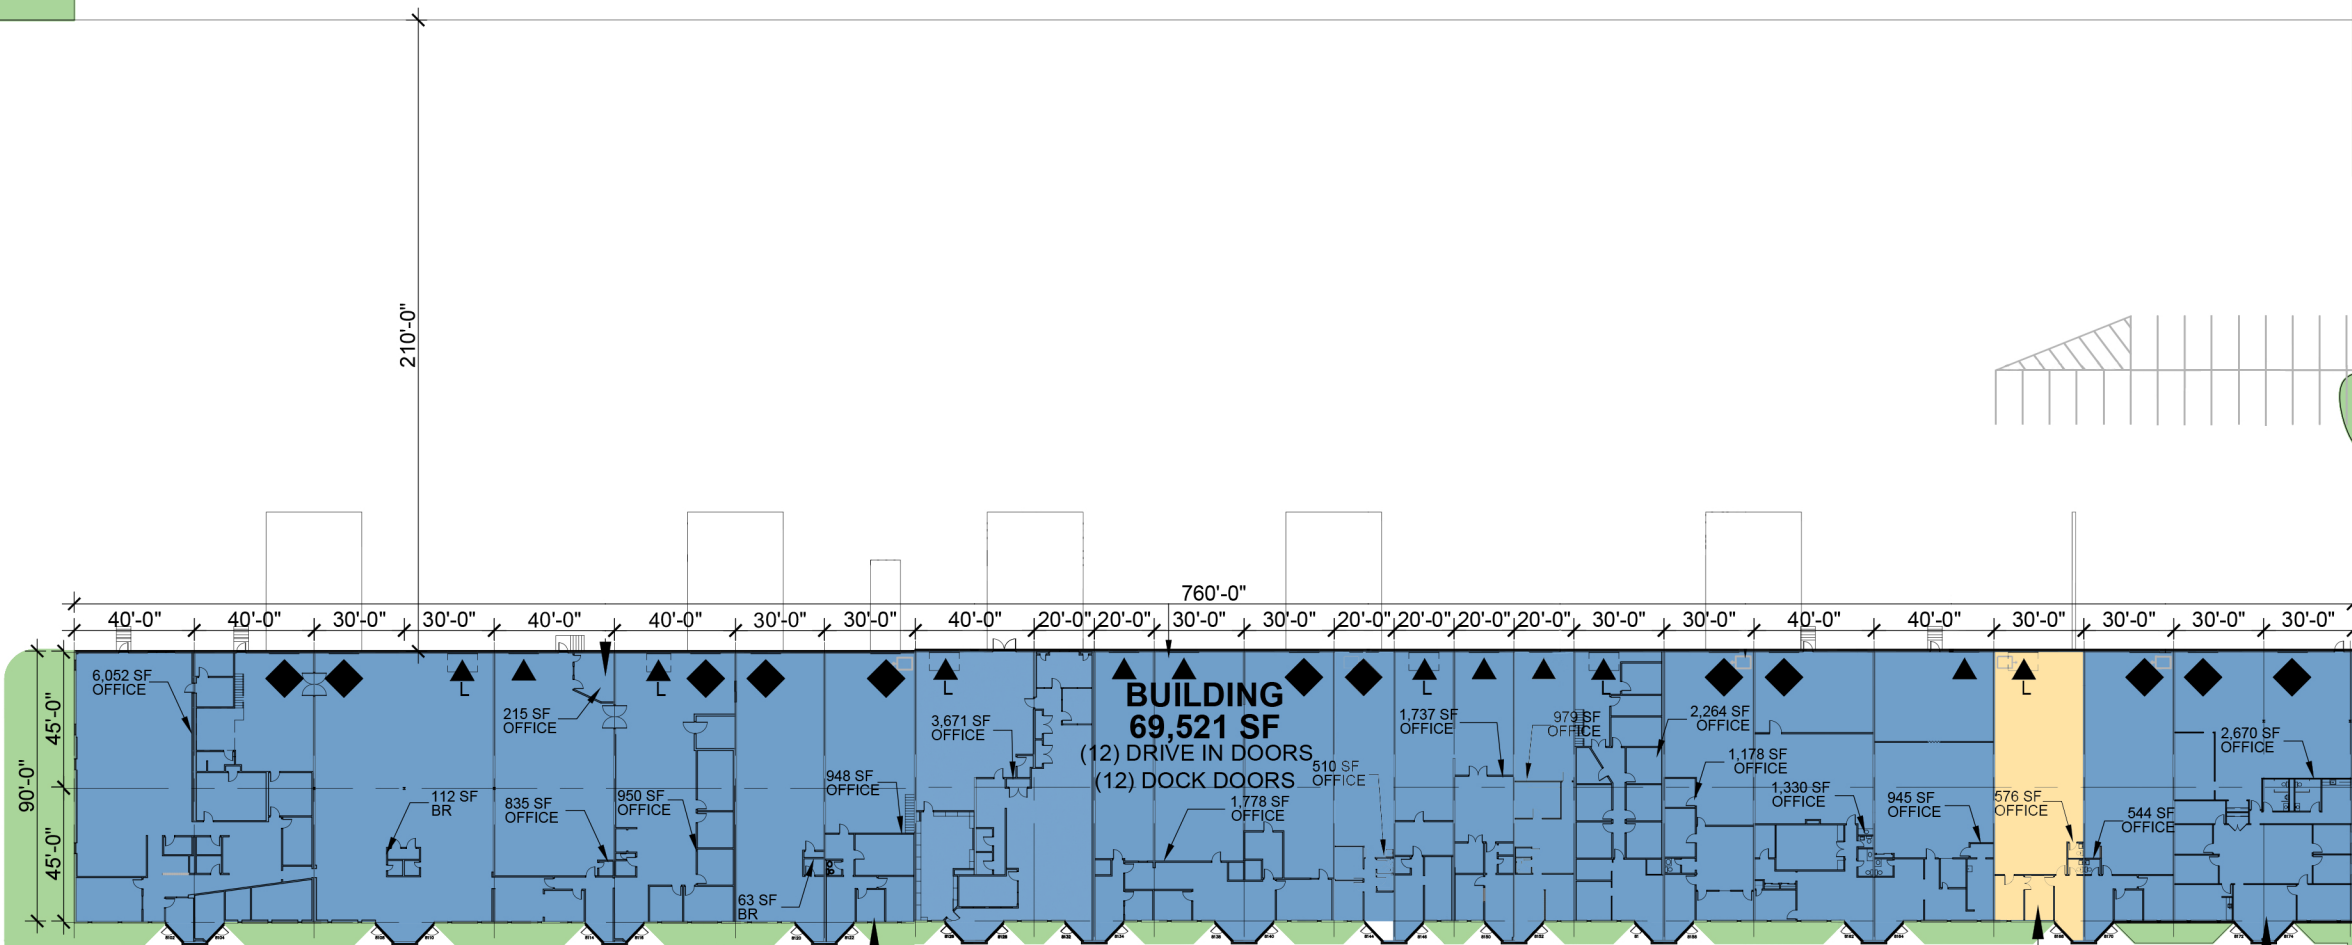 210'-0"
760'-0"
40'-0" 40'-0" 30'-0" 30'-0" 40'-0" 40'-0" 30'-0" 30'-0" 40'-0" 20'-0" 20'-0" 30'-0" 30'-0" 20'-0" 20'-0" 20'-0" 20'-0" 30'-0" 30'-0" 40'-0" 40'-0" 30'-0" 30'-0" 30'-0" 30'-0"
90'-0"
45'-0"
45'-0"
6,052 SF
OFFICE
L
112 SF
BR
215 SF
OFFICE
835 SF
OFFICE
L
950 SF
OFFICE
63 SF
BR
948 SF
OFFICE
L
3,671 SF
OFFICE
BUILDING
69,521 SF
(12) DRIVE IN DOORS
(12) DOCK DOORS
1,778 SF
OFFICE
510 SF
OFFICE
L
1,737 SF
OFFICE
979 SF
OFFICE
L
2,264 SF
OFFICE
1,178 SF
OFFICE
1,330 SF
OFFICE
945 SF
OFFICE
L
576 SF
OFFICE
544 SF
OFFICE
2,670 SF
OFFICE